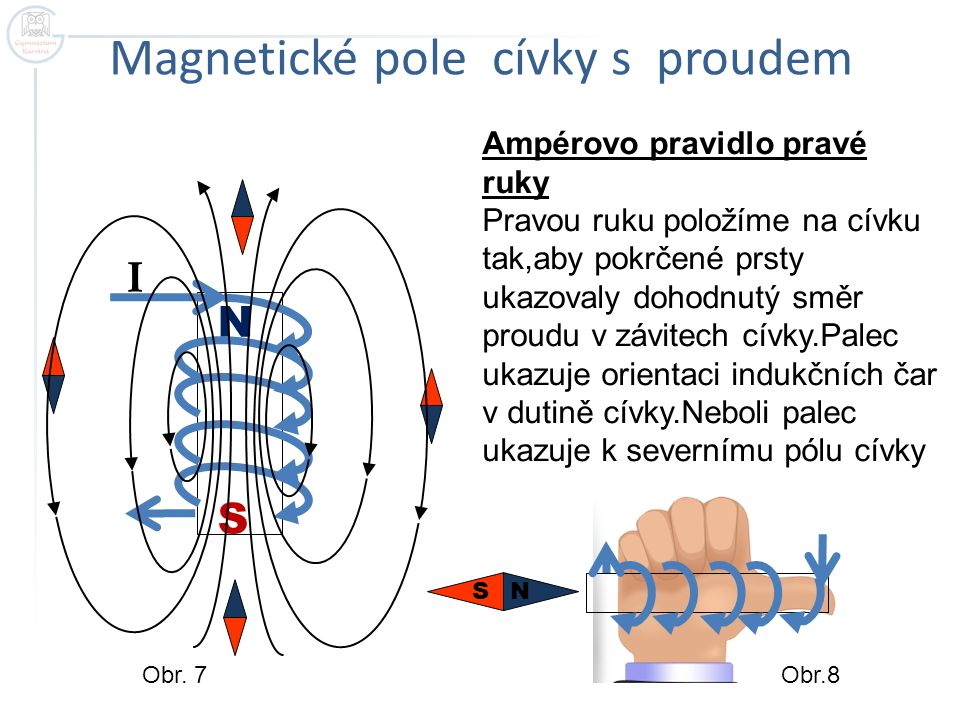 Gymnázium
Karviná
Magnetické pole cívky s proudem
Ampérovo pravidlo pravé
ruky
Pravou ruku položíme na cívku
tak,aby pokrčené prsty
ukazovaly dohodnutý směr
proudu v závitech cívky.Palec
ukazuje orientaci indukčních čar
v dutině cívky.Neboli palec
ukazuje k severnímu pólu cívky
I
N
S
S N
Obr. 7
Obr.8